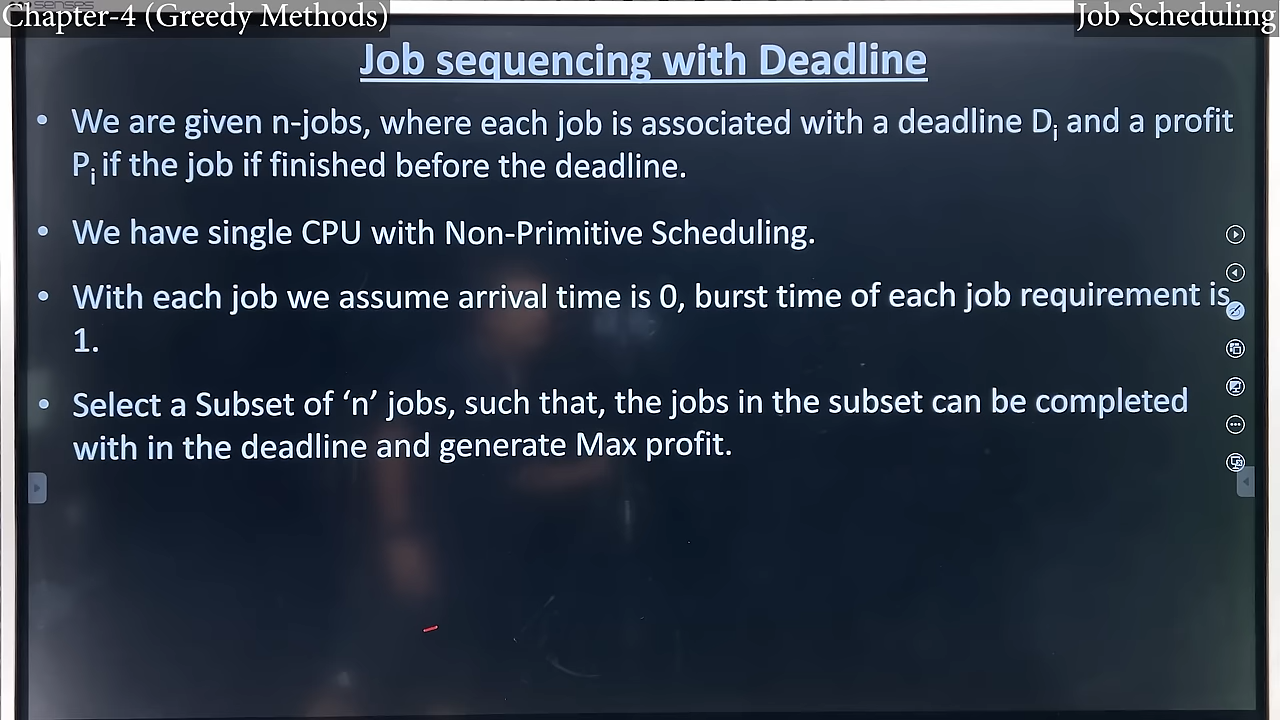 Chapter-4 (Greedy Methods)
Job Scheduling
Job sequencing with Deadline
• We are given n-jobs, where each job is associated with a deadline Di and a profit
Pi if the job if finished before the deadline.
• We have single CPU with Non-Primitive Scheduling.
• With each job we assume arrival time is 0, burst time of each job requirement is
1.
• Select a Subset of ‘n’ jobs, such that, the jobs in the subset can be completed
with in the deadline and generate Max profit.